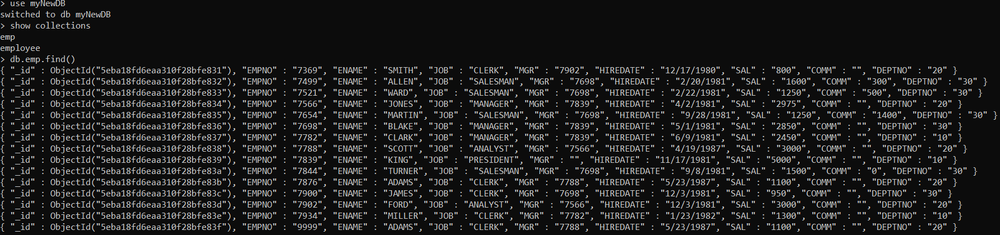 > use myNewDB
switched to db myNewDB
> show collections
emp
employee
> db.emp.find()
{ "_id" : ObjectId("5eba18fd6eaa310f28bfe831"), "EMPNO" : "7369", "ENAME" : "SMITH", "JOB" : "CLERK", "MGR" : "7902", "HIREDATE" : "12/17/1980", "SAL" : "800", "COMM" : "", "DEPTNO" : "20" }
{ "_id" : ObjectId("5eba18fd6eaa310f28bfe832"), "EMPNO" : "7499", "ENAME" : "ALLEN", "JOB" : "SALESMAN", "MGR" : "7698", "HIREDATE" : "2/20/1981", "SAL" : "1600", "COMM" : "300", "DEPTNO" : "30" }
{ "_id" : ObjectId("5eba18fd6eaa310f28bfe833"), "EMPNO" : "7521", "ENAME" : "WARD", "JOB" : "SALESMAN", "MGR" : "7698", "HIREDATE" : "2/22/1981", "SAL" : "1250", "COMM" : "500", "DEPTNO" : "30" }
{ "_id" : ObjectId("5eba18fd6eaa310f28bfe834"), "EMPNO" : "7566", "ENAME" : "JONES", "JOB" : "MANAGER", "MGR" : "7839", "HIREDATE" : "4/2/1981", "SAL" : "2975", "COMM" : "", "DEPTNO" : "20" }
{ "_id" : ObjectId("5eba18fd6eaa310f28bfe835"), "EMPNO" : "7654", "ENAME" : "MARTIN", "JOB" : "SALESMAN", "MGR" : "7698", "HIREDATE" : "9/28/1981", "SAL" : "1250", "COMM" : "1400", "DEPTNO" : "30" }
{ "_id" : ObjectId("5eba18fd6eaa310f28bfe836"), "EMPNO" : "7698", "ENAME" : "BLAKE", "JOB" : "MANAGER", "MGR" : "7839", "HIREDATE" : "5/1/1981", "SAL" : "2850", "COMM" : "", "DEPTNO" : "30" }
{ "_id" : ObjectId("5eba18fd6eaa310f28bfe837"), "EMPNO" : "7782", "ENAME" : "CLARK", "JOB" : "MANAGER", "MGR" : "7839", "HIREDATE" : "6/9/1981", "SAL" : "2450", "COMM" : "", "DEPTNO" : "10" }
{ "_id" : ObjectId("5eba18fd6eaa310f28bfe838"), "EMPNO" : "7788", "ENAME" : "SCOTT", "JOB" : "ANALYST", "MGR" : "7566", "HIREDATE" : "4/19/1987", "SAL" : "3000", "COMM" : "", "DEPTNO" : "20" }
{ "_id" : ObjectId("5eba18fd6eaa310f28bfe839"), "EMPNO" : "7839", "ENAME" : "KING", "JOB" : "PRESIDENT", "MGR" : "", "HIREDATE" : "11/17/1981", "SAL" : "5000", "COMM" : "", "DEPTNO" : "10" }
{ "_id" : ObjectId("5eba18fd6eaa310f28bfe83a"), "EMPNO" : "7844", "ENAME" : "TURNER", "JOB" : "SALESMAN", "MGR" : "7698", "HIREDATE" : "9/8/1981", "SAL" : "1500", "COMM" : "0", "DEPTNO" : "30" }
{ "_id" : ObjectId("5eba18fd6eaa310f28bfe83b"), "EMPNO" : "7876", "ENAME" : "ADAMS", "JOB" : "CLERK", "MGR" : "7788", "HIREDATE" : "5/23/1987", "SAL" : "1100", "COMM" : "", "DEPTNO" : "20" }
{ "_id" : ObjectId("5eba18fd6eaa310f28bfe83c"), "EMPNO" : "7900", "ENAME" : "JAMES", "JOB" : "CLERK", "MGR" : "7698", "HIREDATE" : "12/3/1981", "SAL" : "950", "COMM" : "", "DEPTNO" : "30" }
{ "_id" : ObjectId("5eba18fd6eaa310f28bfe83d"), "EMPNO" : "7902", "ENAME" : "FORD", "JOB" : "ANALYST", "MGR" : "7566", "HIREDATE" : "12/3/1981", "SAL" : "3000", "COMM" : "", "DEPTNO" : "20" }
{ "_id" : ObjectId("5eba18fd6eaa310f28bfe83e"), "EMPNO" : "7934", "ENAME" : "MILLER", "JOB" : "CLERK", "MGR" : "7782", "HIREDATE" : "1/23/1982", "SAL" : "1300", "COMM" : "", "DEPTNO" : "10" }
{ "_id" : ObjectId("5eba18fd6eaa310f28bfe83f"), "EMPNO" : "9999", "ENAME" : "ADAMS", "JOB" : "CLERK", "MGR" : "7788", "HIREDATE" : "5/23/1987", "SAL" : "1100", "COMM" : "", "DEPTNO" : "20" }